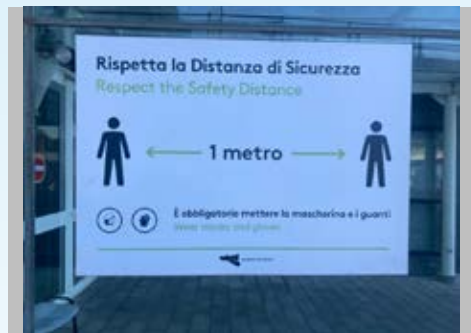 Rispetta la Distanza di Sicurezza
Respect the Safety Distance
1 metro
È obbligatorio mettere la mascherina e i guanti
Wear masks and gloves